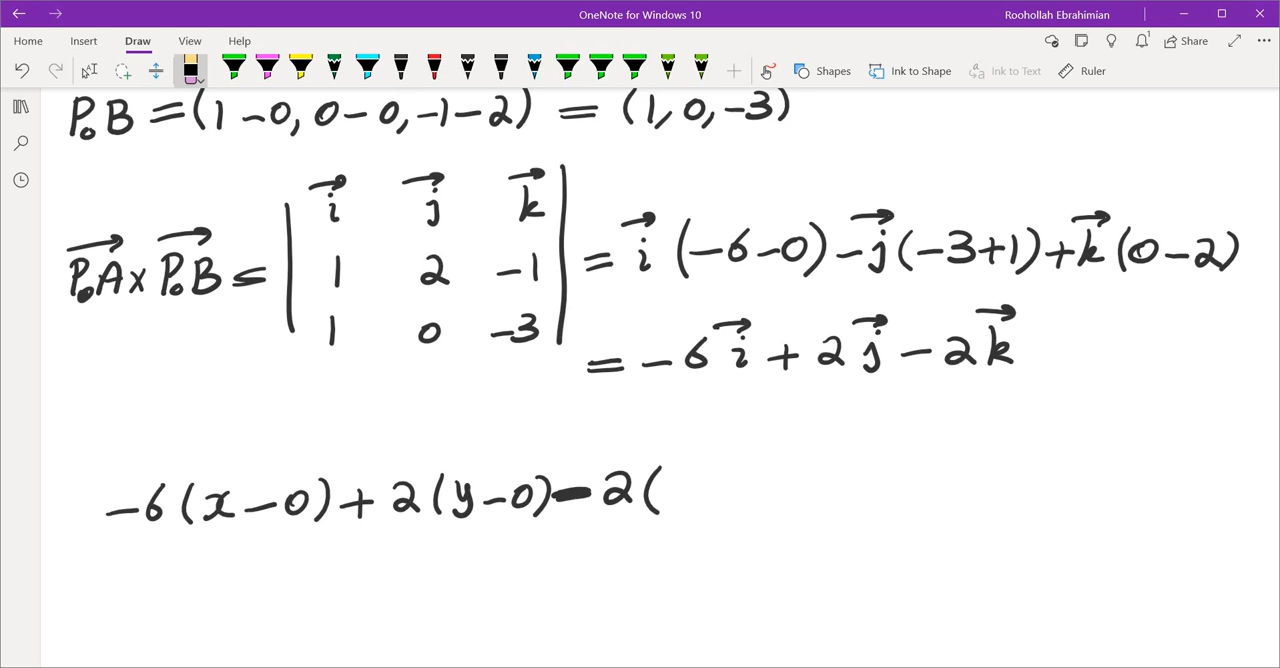 OneNote for Windows 10
Roohollah Ebrahimian
Home Insert Draw View Help
Share
Shapes Ink to Shape Ink to Text Ruler
P₀B = (1-0, 0-0, -1-2) = (1, 0, -3)
i⃗ j⃗ k⃗
P₀A⃗ x P₀B⃗ = | 1 2 -1 | = i⃗ (-6-0) - j⃗ (-3+1) + k⃗ (0-2)
1 0 -3
= -6 i⃗ + 2 j⃗ - 2 k⃗
-6(x-0) + 2(y-0) - 2(